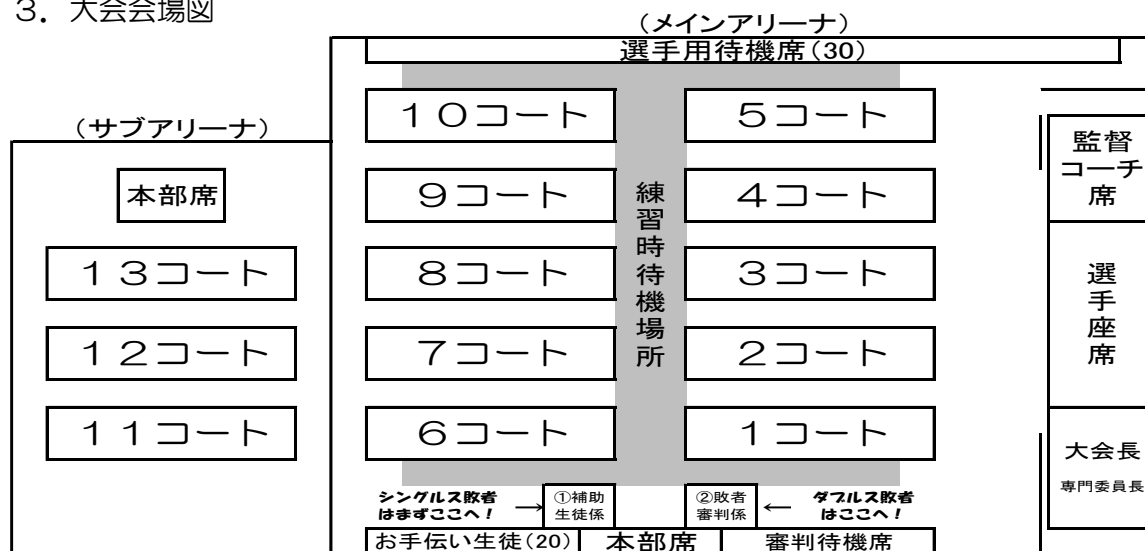 ３．大会会場図
（メインアリーナ）
選手用待機席（30）
（サブアリーナ）
本部席
１３コート
１２コート
１１コート
１０コート
９コート
８コート
７コート
６コート
練習時待機場所
５コート
４コート
３コート
２コート
１コート
監督
コーチ
席
選手座席
大会長
専門委員長
シングルス敗者
はまずここへ！
→
①補助
生徒係
②敗者
審判係
←
ダブルス敗者
はここへ！
お手伝い生徒（20）
本部席
審判待機席